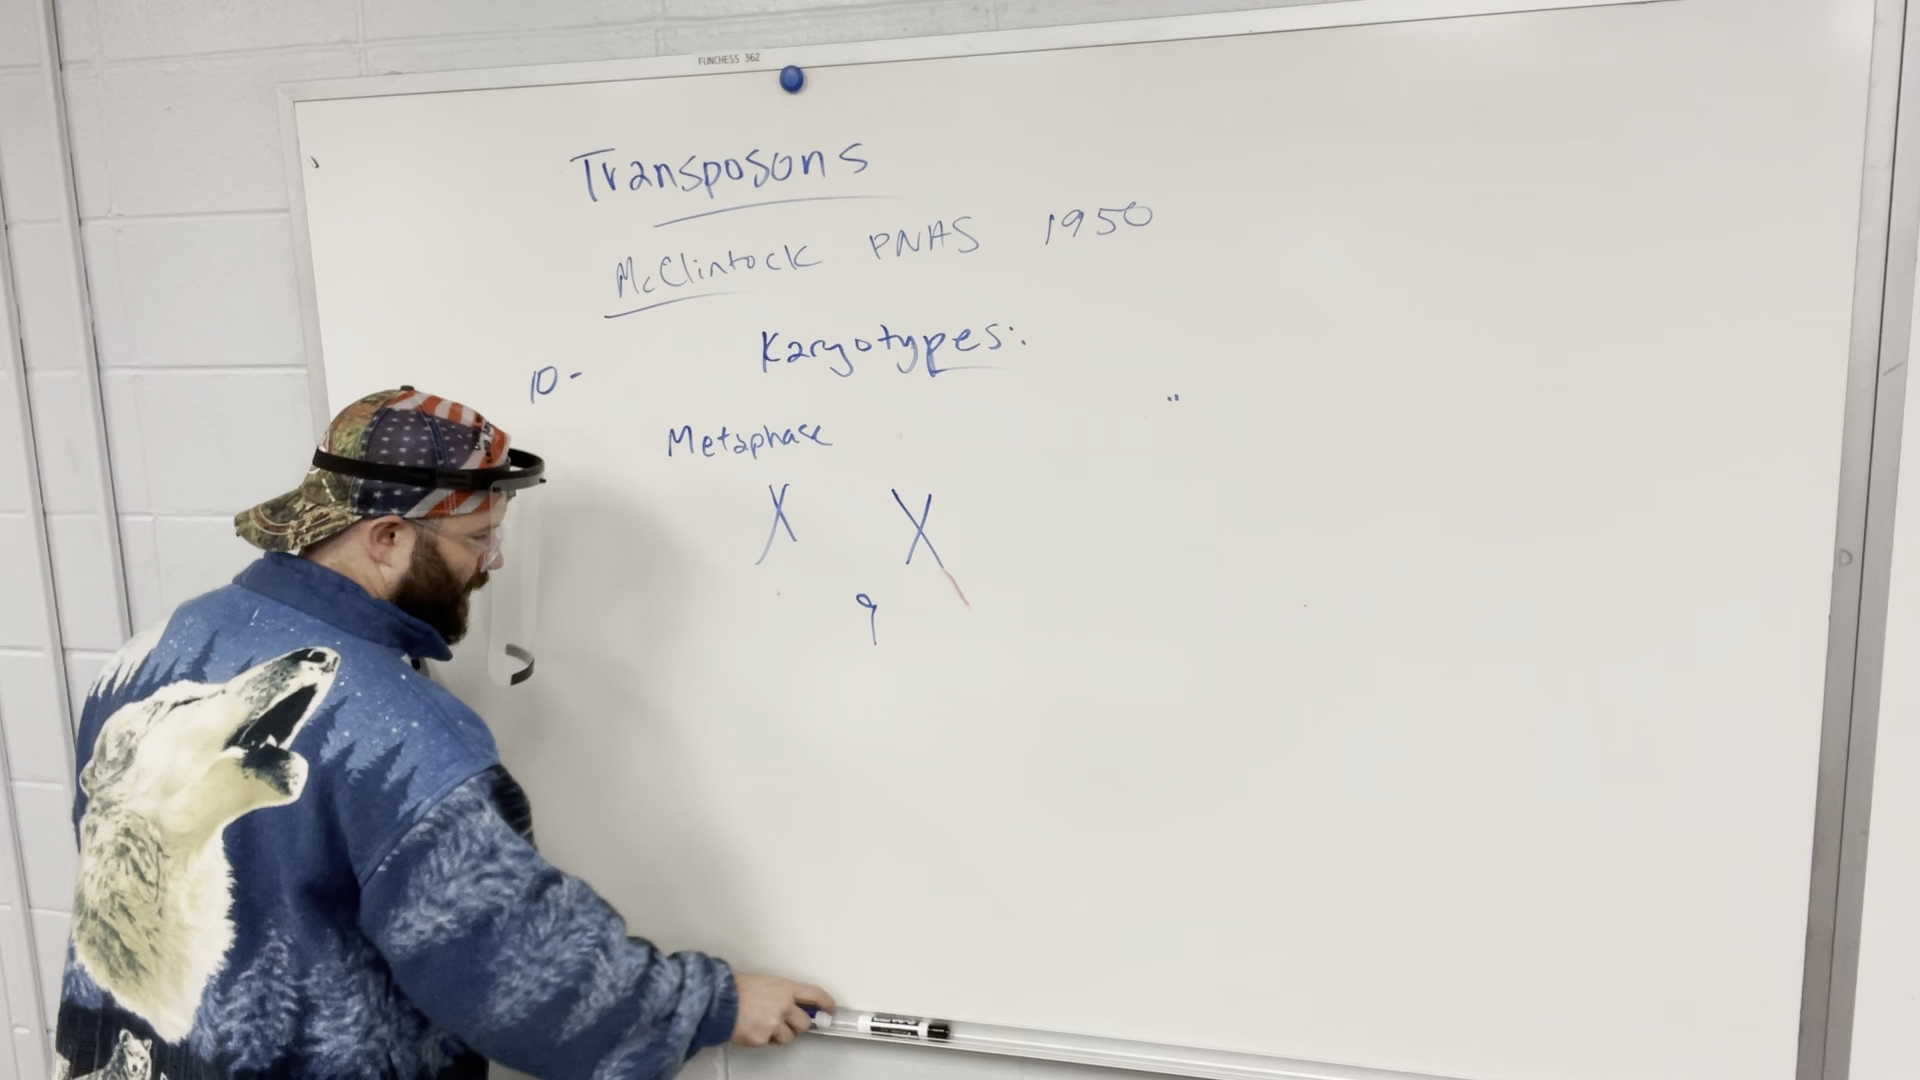 FUNCHESS 362
Transposons
McClintock PNAS 1950
Karyotypes:
10-
Metaphase
X X
9